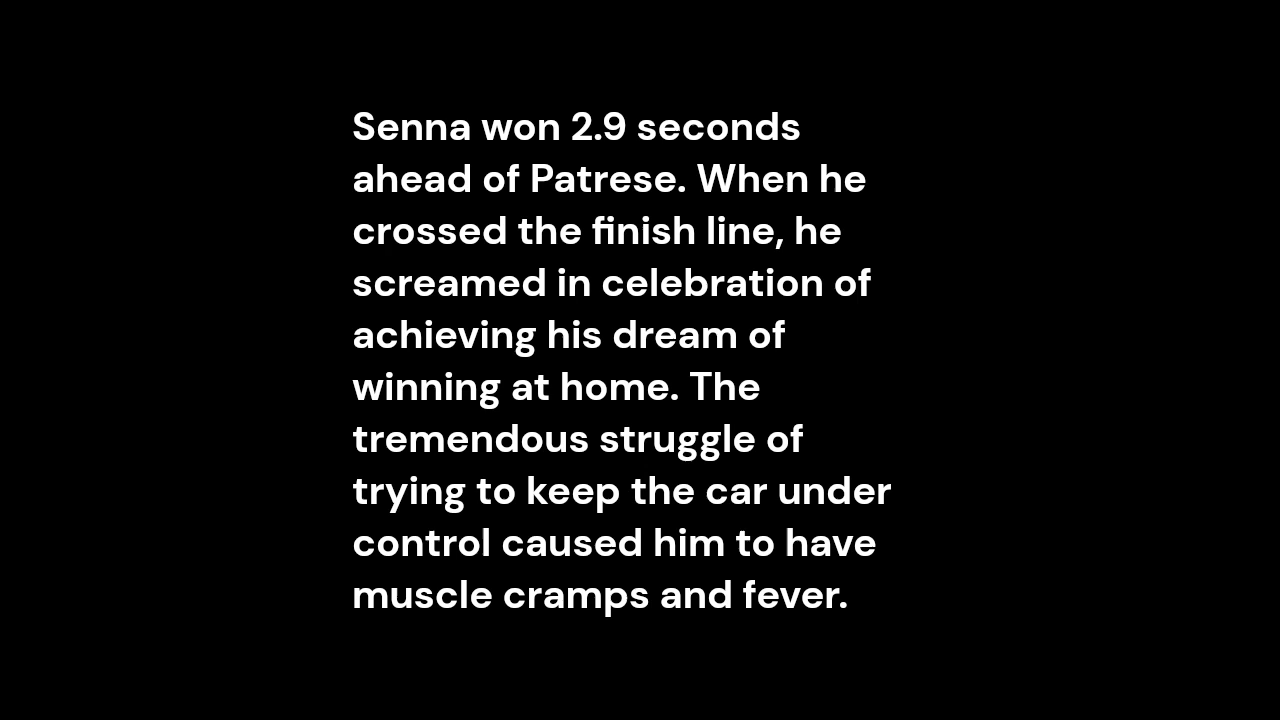 Senna won 2.9 seconds
ahead of Patrese. When he
crossed the finish line, he
screamed in celebration of
achieving his dream of
winning at home. The
tremendous struggle of
trying to keep the car under
control caused him to have
muscle cramps and fever.